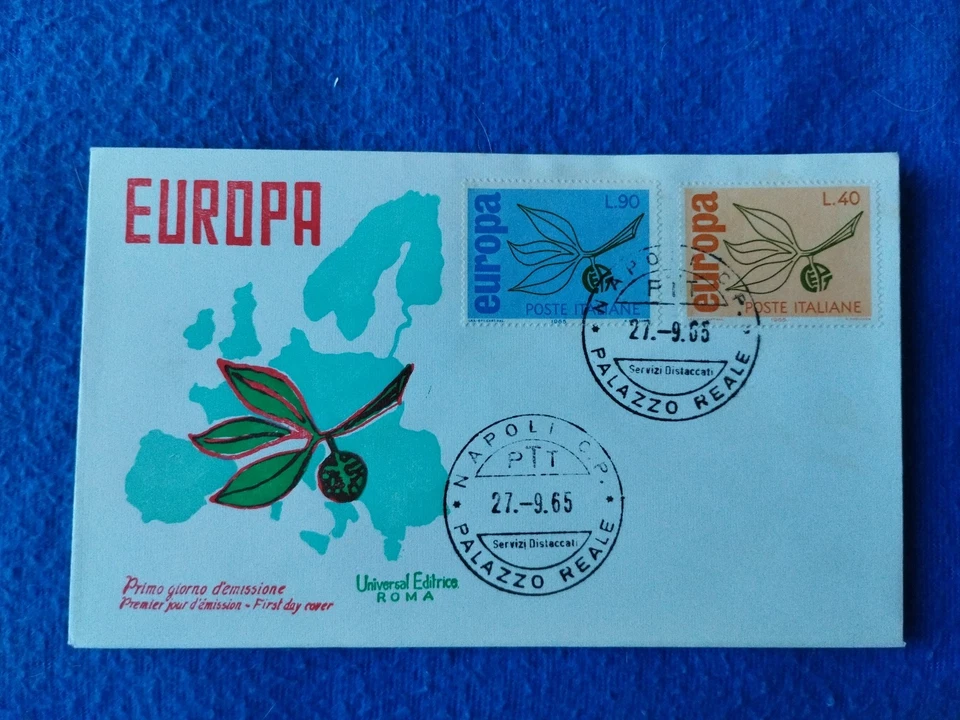 EUROPA
europa
L.90
POSTE ITALIANE
1965
europa
L.40
POSTE ITALIANE
NAPOLI C.P.
PTT
27.-9.65
Servizi Distaccati
* PALAZZO REALE *
NAPOLI C.P.
PTT
27.-9.65
Servizi Distaccati
* PALAZZO REALE *
Primo giorno d'emissione
Premier jour d'émission - First day cover
Universal Editrice
ROMA